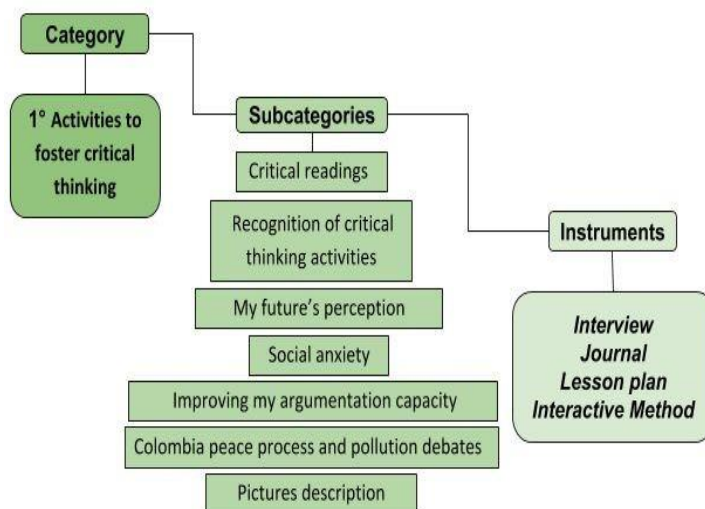 Category
1° Activities to
foster critical
thinking
Subcategories
Critical readings
Recognition of critical
thinking activities
My future's perception
Social anxiety
Improving my argumentation capacity
Colombia peace process and pollution debates
Pictures description
Instruments
Interview
Journal
Lesson plan
Interactive Method